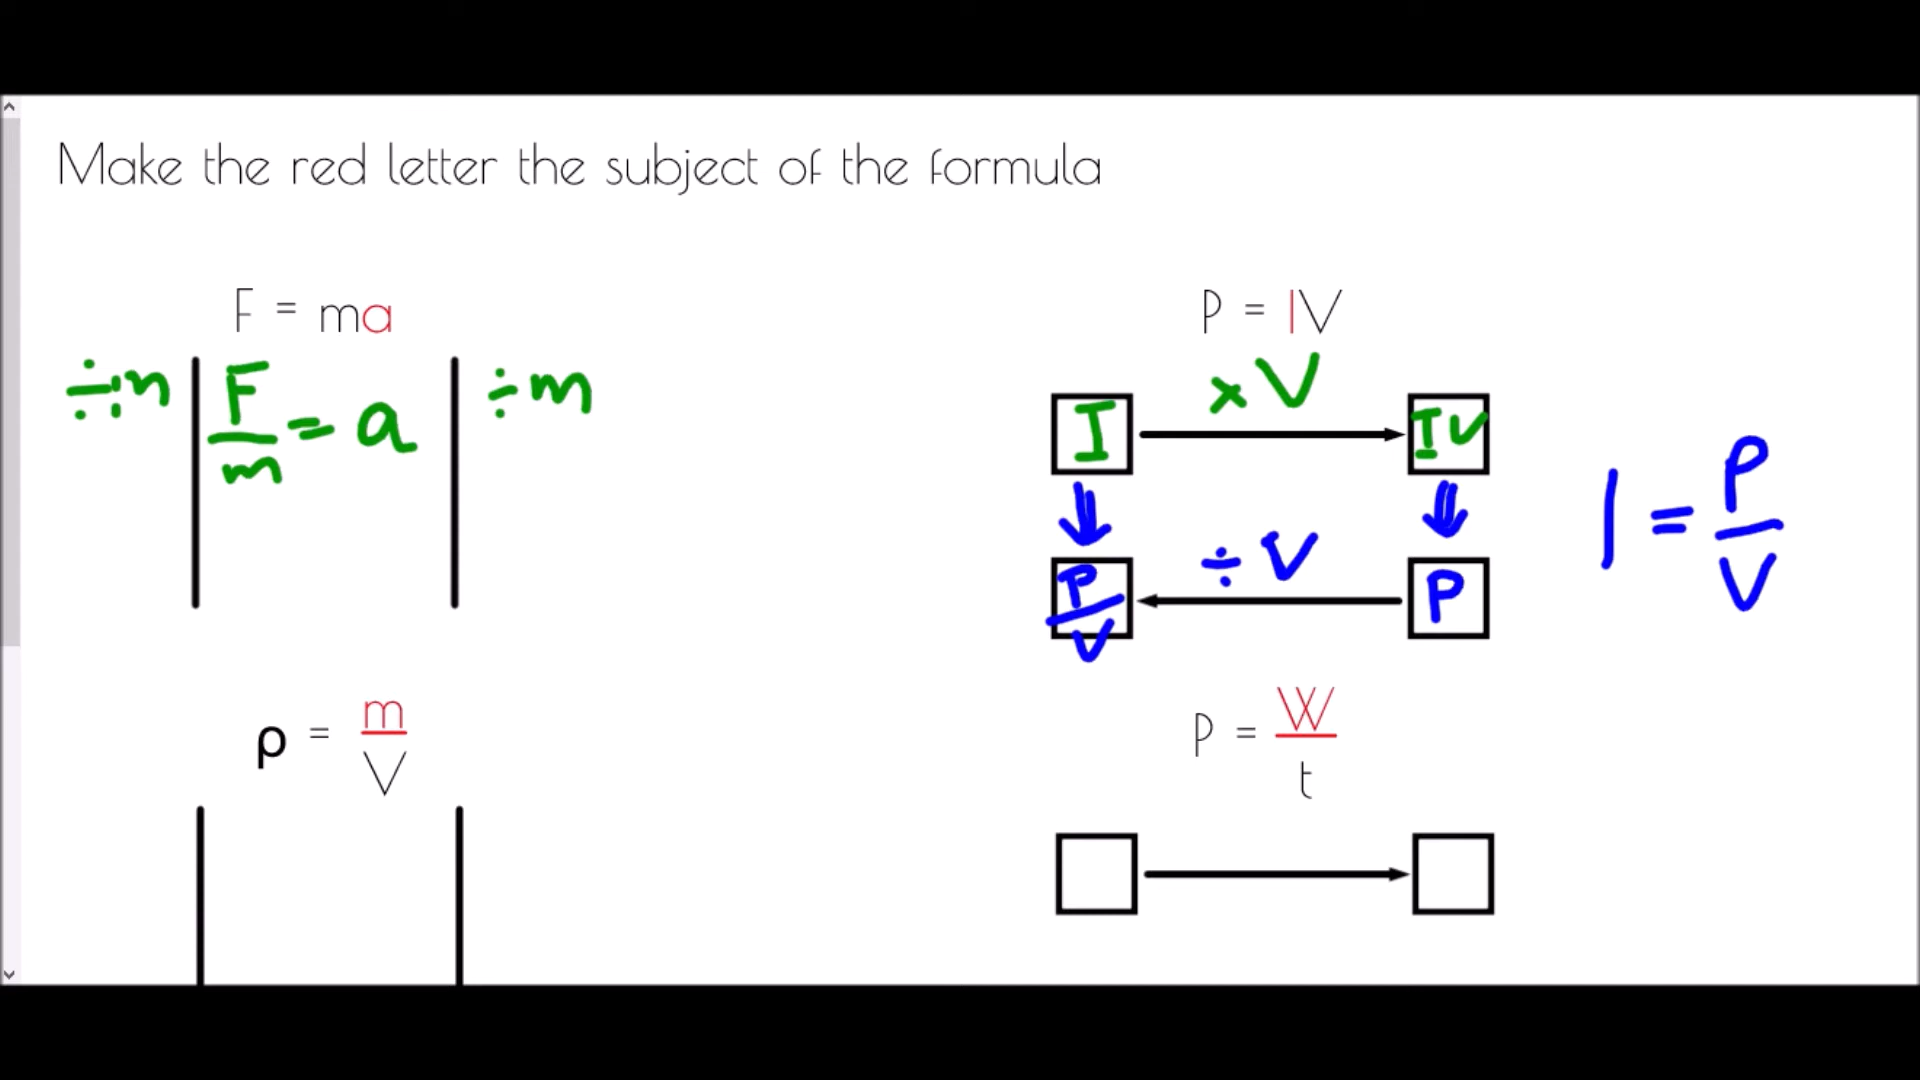 Make the red letter the subject of the formula
F = ma
÷m | F/m = a | ÷m
ρ = m/V
P = IV
× V
I → IV
÷ V
P/V ← P
I = P/V
P = W/t